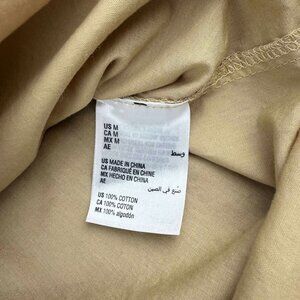 US M
CA M
MX M
AE وسط
US MADE IN CHINA
CA FABRIQUÉ EN CHINE
MX HECHO EN CHINA
AE صنع في الصين
US 100% COTTON
CA 100% COTON
MX 100% algodón